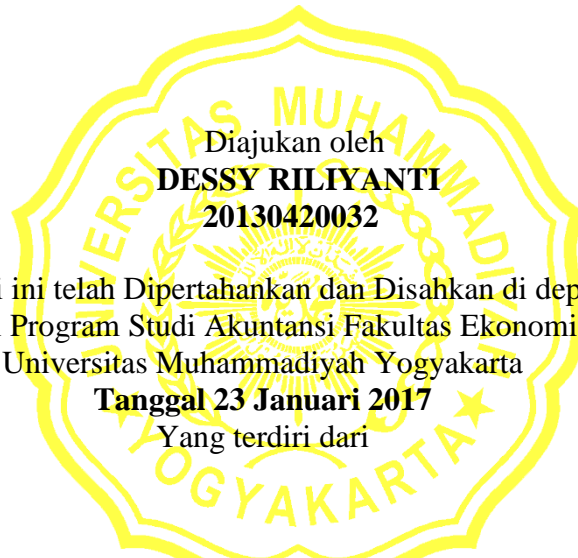 UNIVERSITAS MUHAMMADIYAH
YOGYAKARTA
Diajukan oleh
DESSY RILIYANTI
20130420032
i ini telah Dipertahankan dan Disahkan di dep
Program Studi Akuntansi Fakultas Ekonomi
Universitas Muhammadiyah Yogyakarta
Tanggal 23 Januari 2017
Yang terdiri dari